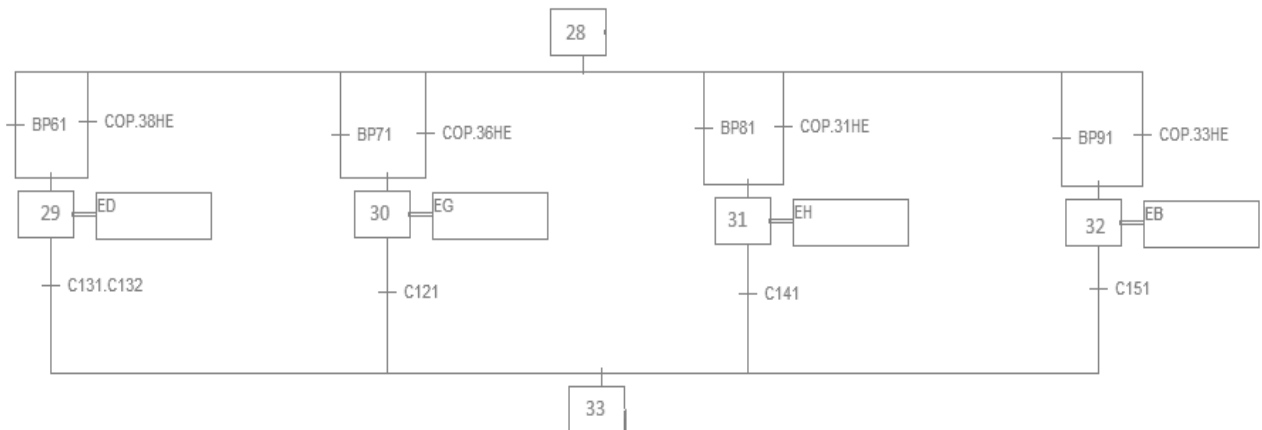 28
BP61
COP.38HE
BP71
COP.36HE
BP81
COP.31HE
BP91
COP.33HE
29
ED
30
EG
31
EH
32
EB
C131.C132
C121
C141
C151
33